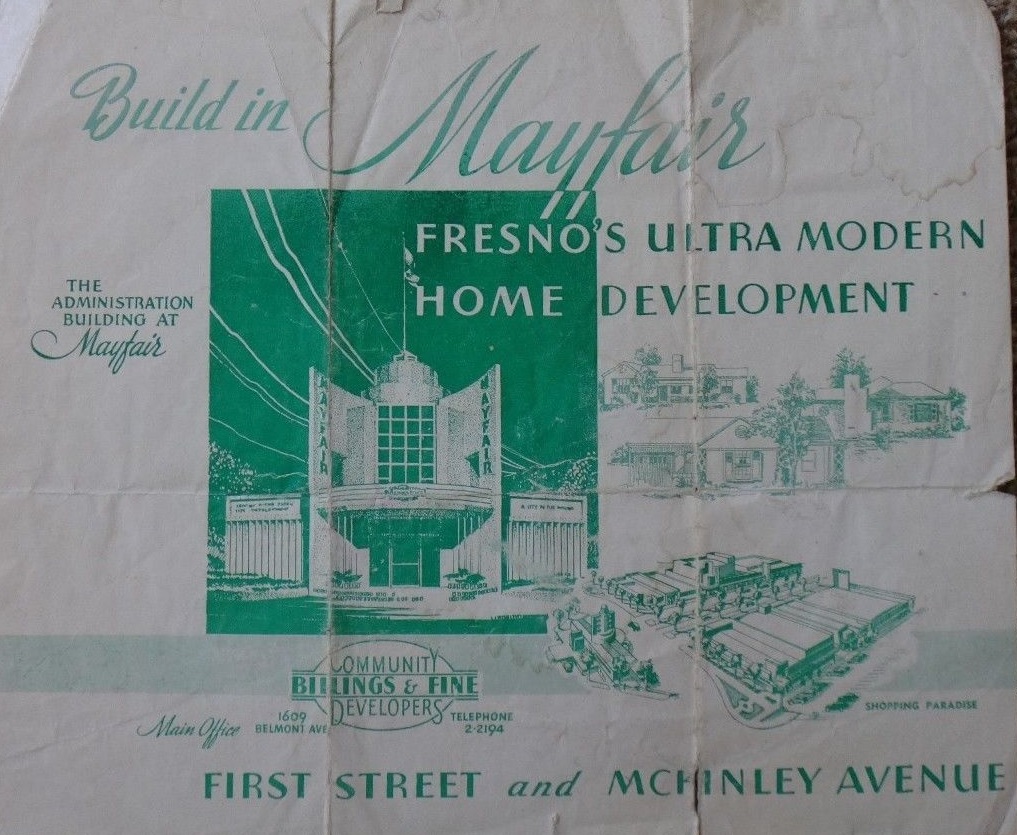 Build in Mayfair
FRESNO'S ULTRA MODERN
HOME DEVELOPMENT
THE
ADMINISTRATION
BUILDING AT
Mayfair
MAYFAIR
MAYFAIR
COMMUNITY
BILLINGS & FINE
DEVELOPERS
Main Office
1609
BELMONT AVE
TELEPHONE
2-2194
SHOPPING PARADISE
FIRST STREET and MCKINLEY AVENUE